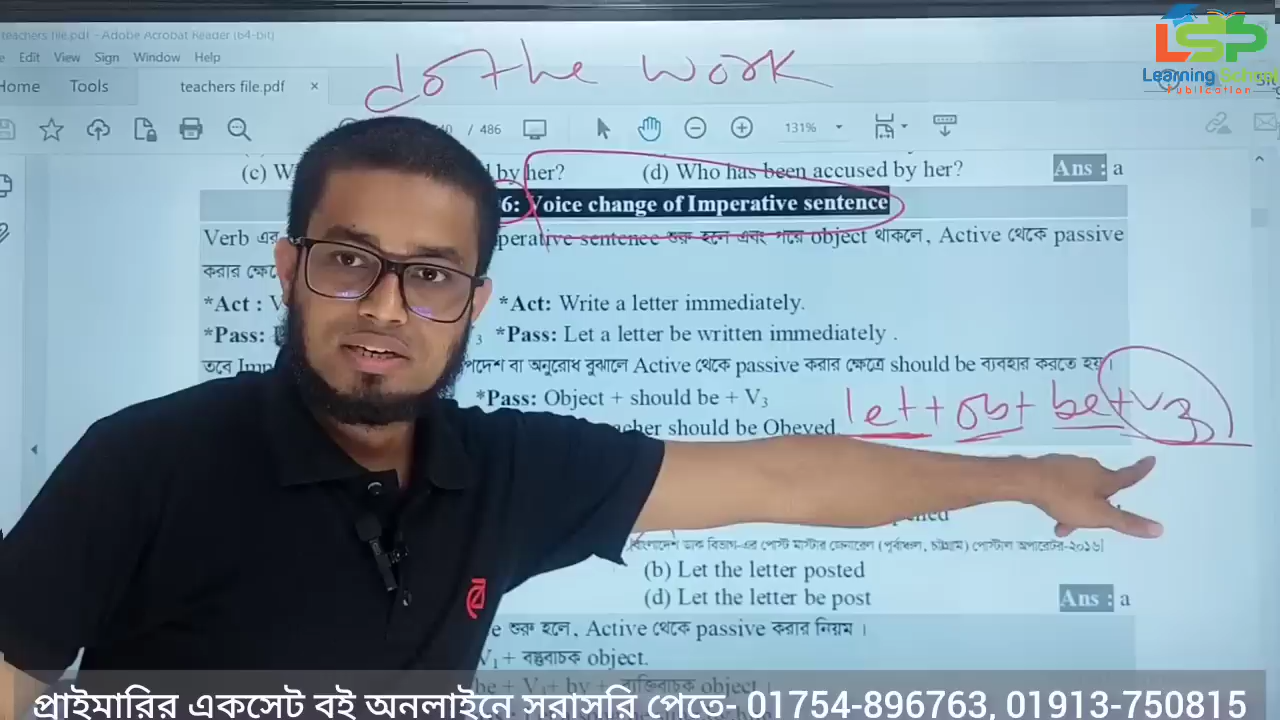 teachers file.pdf - Adobe Acrobat Reader (64-bit)
Edit View Sign Window Help
Home Tools teachers file.pdf ×
/ 486 131%
do the work
LSP
Learning School
Publication
by her? (d) Who has been accused by her? Ans : a
6: Voice change of Imperative sentence
Verb এর sentence শুরু হলে এবং পরে object থাকলে, Active থেকে passive
করার
*Act : *Act: Write a letter immediately.
*Pass: *Pass: Let a letter be written immediately .
তবে বা অনুরোধ বুঝালে Active থেকে passive করার ক্ষেত্রে should be ব্যবহার করতে হয় ।
*Pass: Object + should be + V3
should be Obeyed
let + ob + be + V3
(b) Let the letter posted
(d) Let the letter be post Ans : a
শুরু হলে, Active থেকে passive করার নিয়ম ।
V1 + বস্তুবাচক object.
by + ব্যক্তিবাচক object
প্রাইমারির একসেট বই অনলাইনে সরাসরি পেতে- 01754-896763, 01913-750815